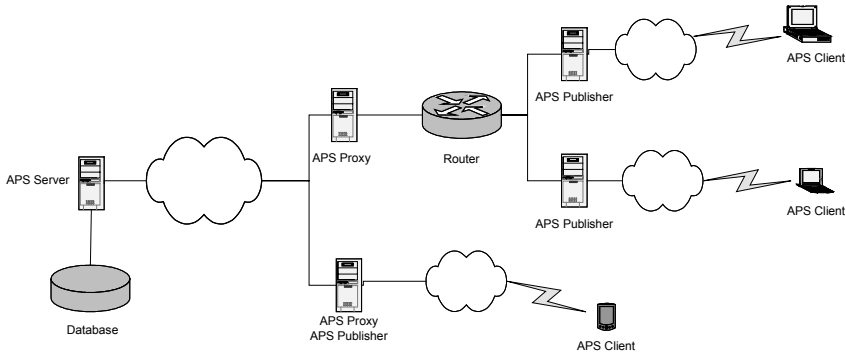 APS Client
APS Publisher
APS Server
APS Proxy
Router
APS Publisher
APS Client
Database
APS Proxy
APS Publisher
APS Client